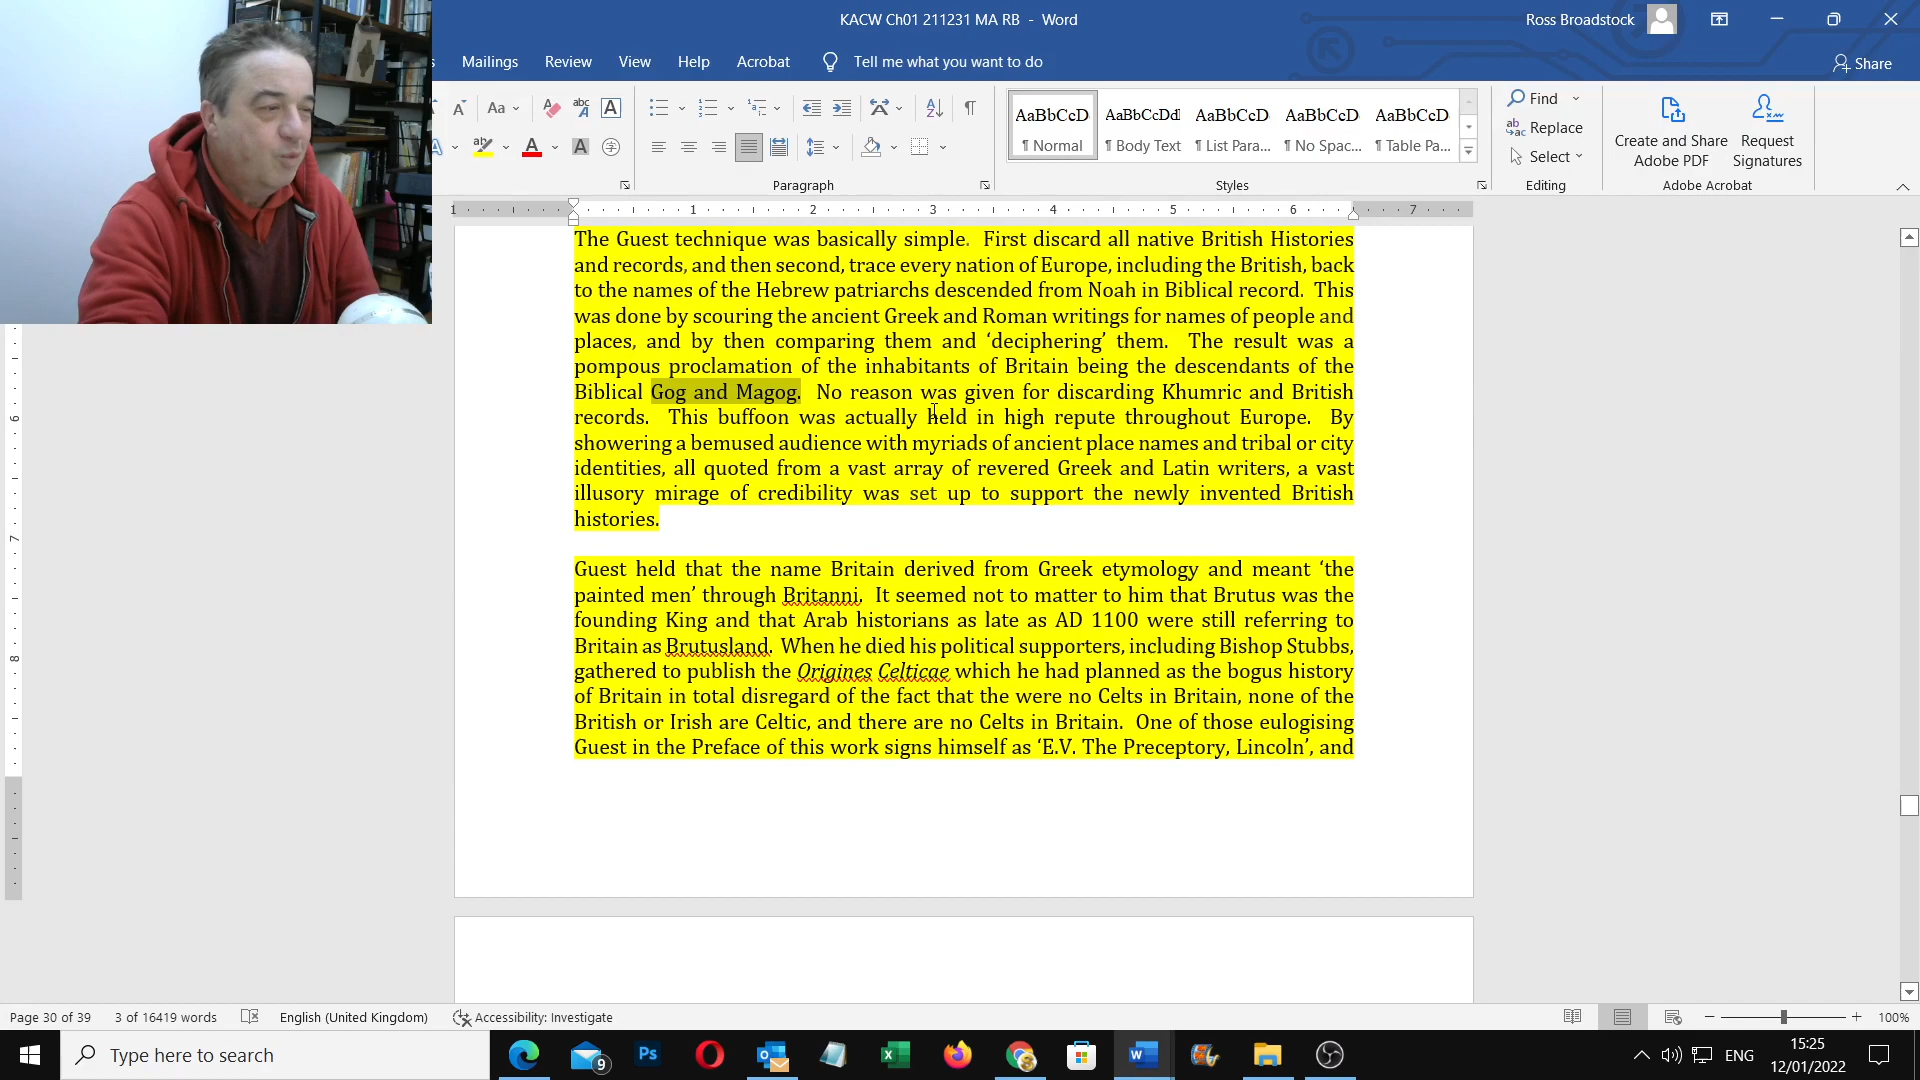 KACW Ch01 211231 MA RB - Word
Ross Broadstock
Mailings Review View Help Acrobat Tell me what you want to do
Share
Aa
AaBbCcD AaBbCcDd AaBbCcD AaBbCcD AaBbCcD
¶ Normal ¶ Body Text ¶ List Para... ¶ No Spac... ¶ Table Pa...
Find
Replace
Select
Create and Share Adobe PDF
Request Signatures
Paragraph Styles Editing Adobe Acrobat
1 1 2 3 4 5 6 7
The Guest technique was basically simple. First discard all native British Histories
and records, and then second, trace every nation of Europe, including the British, back
to the names of the Hebrew patriarchs descended from Noah in Biblical record. This
was done by scouring the ancient Greek and Roman writings for names of people and
places, and by then comparing them and ‘deciphering’ them. The result was a
pompous proclamation of the inhabitants of Britain being the descendants of the
Biblical Gog and Magog. No reason was given for discarding Khumric and British
records. This buffoon was actually held in high repute throughout Europe. By
showering a bemused audience with myriads of ancient place names and tribal or city
identities, all quoted from a vast array of revered Greek and Latin writers, a vast
illusory mirage of credibility was set up to support the newly invented British
histories.
Guest held that the name Britain derived from Greek etymology and meant ‘the
painted men’ through Britanni. It seemed not to matter to him that Brutus was the
founding King and that Arab historians as late as AD 1100 were still referring to
Britain as Brutusland. When he died his political supporters, including Bishop Stubbs,
gathered to publish the Origines Celticae which he had planned as the bogus history
of Britain in total disregard of the fact that the were no Celts in Britain, none of the
British or Irish are Celtic, and there are no Celts in Britain. One of those eulogising
Guest in the Preface of this work signs himself as ‘E.V. The Preceptory, Lincoln’, and
6
7
8
Page 30 of 39 3 of 16419 words English (United Kingdom) Accessibility: Investigate 100%
Type here to search
9
Ps
ENG
15:25
12/01/2022